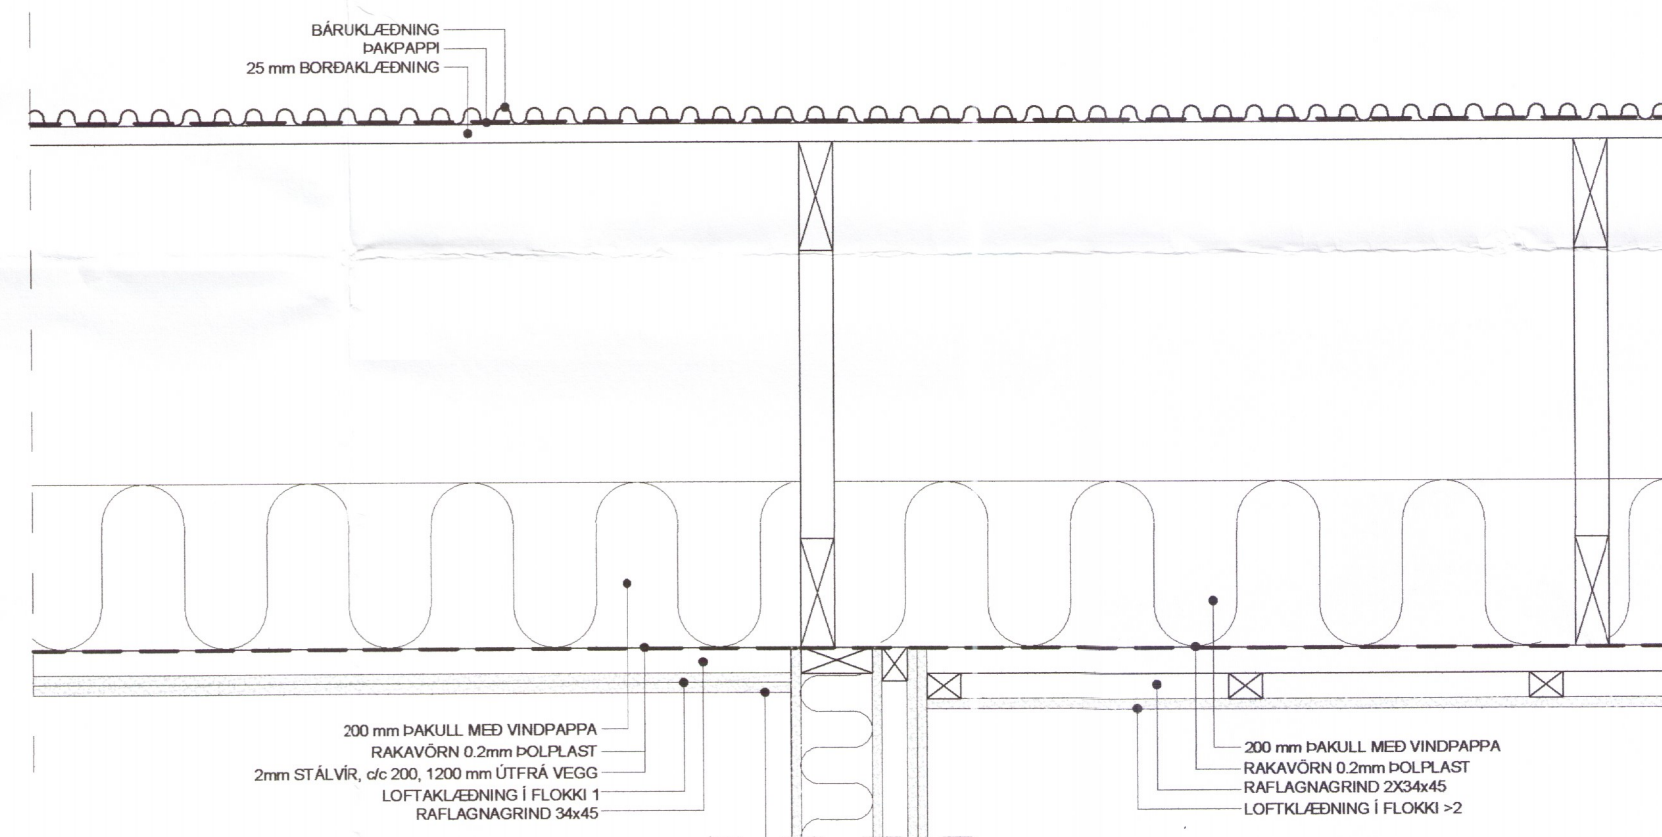 BÁRUKLÆÐNING
ÞAKPAPPI
25 mm BORÐAKLÆÐNING
200 mm ÞAKULL MEÐ VINDPAPPA
RAKAVÖRN 0.2mm ÞOLPLAST
2mm STÁLVÍR, c/c 200, 1200 mm ÚTFRÁ VEGG
LOFTAKLÆÐNING Í FLOKKI 1
RAFLAGNAGRIND 34x45
200 mm ÞAKULL MEÐ VINDPAPPA
RAKAVÖRN 0.2mm ÞOLPLAST
RAFLAGNAGRIND 2X34x45
LOFTKLÆÐNING Í FLOKKI >2